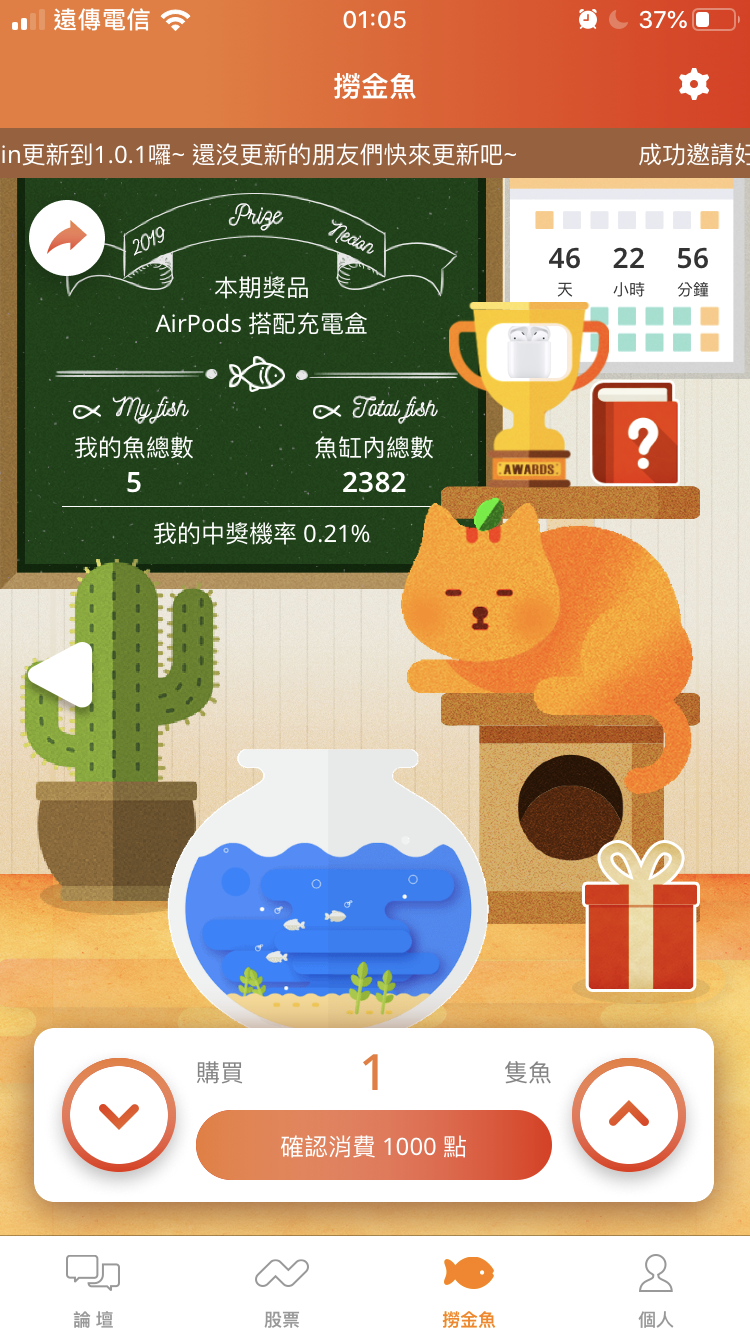 遠傳電信
01:05
37%
撈金魚
in更新到1.0.1囉~ 還沒更新的朋友們快來更新吧~
成功邀請好
2019 Prize Necian
本期獎品
AirPods 搭配充電盒
My fish
Total fish
我的魚總數
魚缸內總數
5
2382
我的中獎機率 0.21%
46 22 56
天 小時 分鐘
AWARDS
?
購買 1 隻魚
確認消費 1000 點
論壇
股票
撈金魚
個人